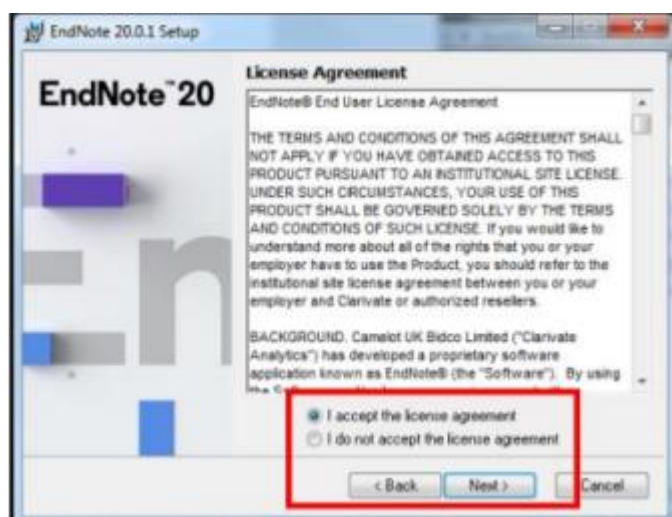 EndNote 20.0.1 Setup
EndNote™ 20
License Agreement
EndNote® End User License Agreement
THE TERMS AND CONDITIONS OF THIS AGREEMENT SHALL
NOT APPLY IF YOU HAVE OBTAINED ACCESS TO THIS
PRODUCT PURSUANT TO AN INSTITUTIONAL SITE LICENSE.
UNDER SUCH CIRCUMSTANCES, YOUR USE OF THIS
PRODUCT SHALL BE GOVERNED SOLELY BY THE TERMS
AND CONDITIONS OF SUCH LICENSE. If you would like to
understand more about all of the rights that you or your
employer have to use the Product, you should refer to the
institutional site license agreement between you or your
employer and Clarivate or authorized resellers.
BACKGROUND. Camelot UK Bidco Limited ("Clarivate
Analytics") has developed a proprietary software
application known as EndNote® (the "Software"). By using
I accept the license agreement
I do not accept the license agreement
< Back
Next >
Cancel